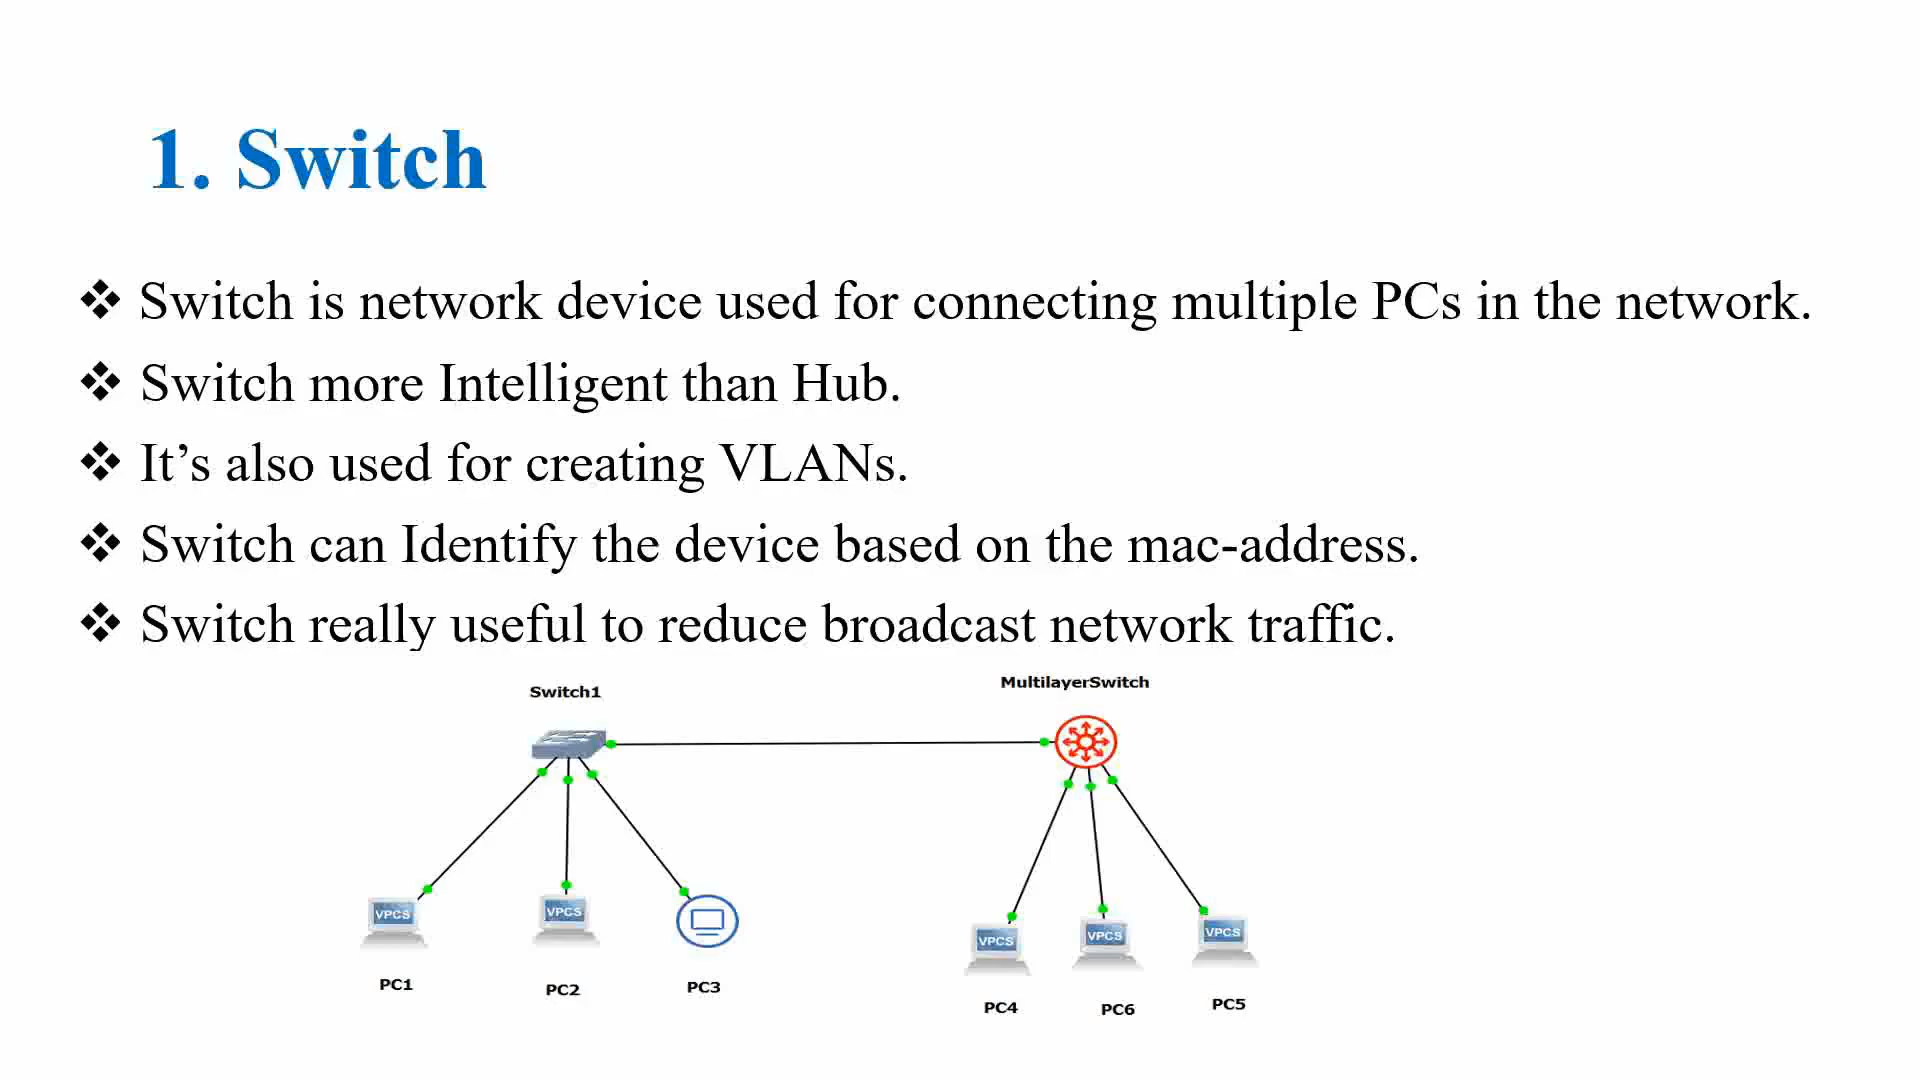 1. Switch
❖ Switch is network device used for connecting multiple PCs in the network.
❖ Switch more Intelligent than Hub.
❖ It’s also used for creating VLANs.
❖ Switch can Identify the device based on the mac-address.
❖ Switch really useful to reduce broadcast network traffic.
Switch1
MultilayerSwitch
VPCS
VPCS
VPCS
VPCS
VPCS
PC1
PC2
PC3
PC4
PC6
PC5